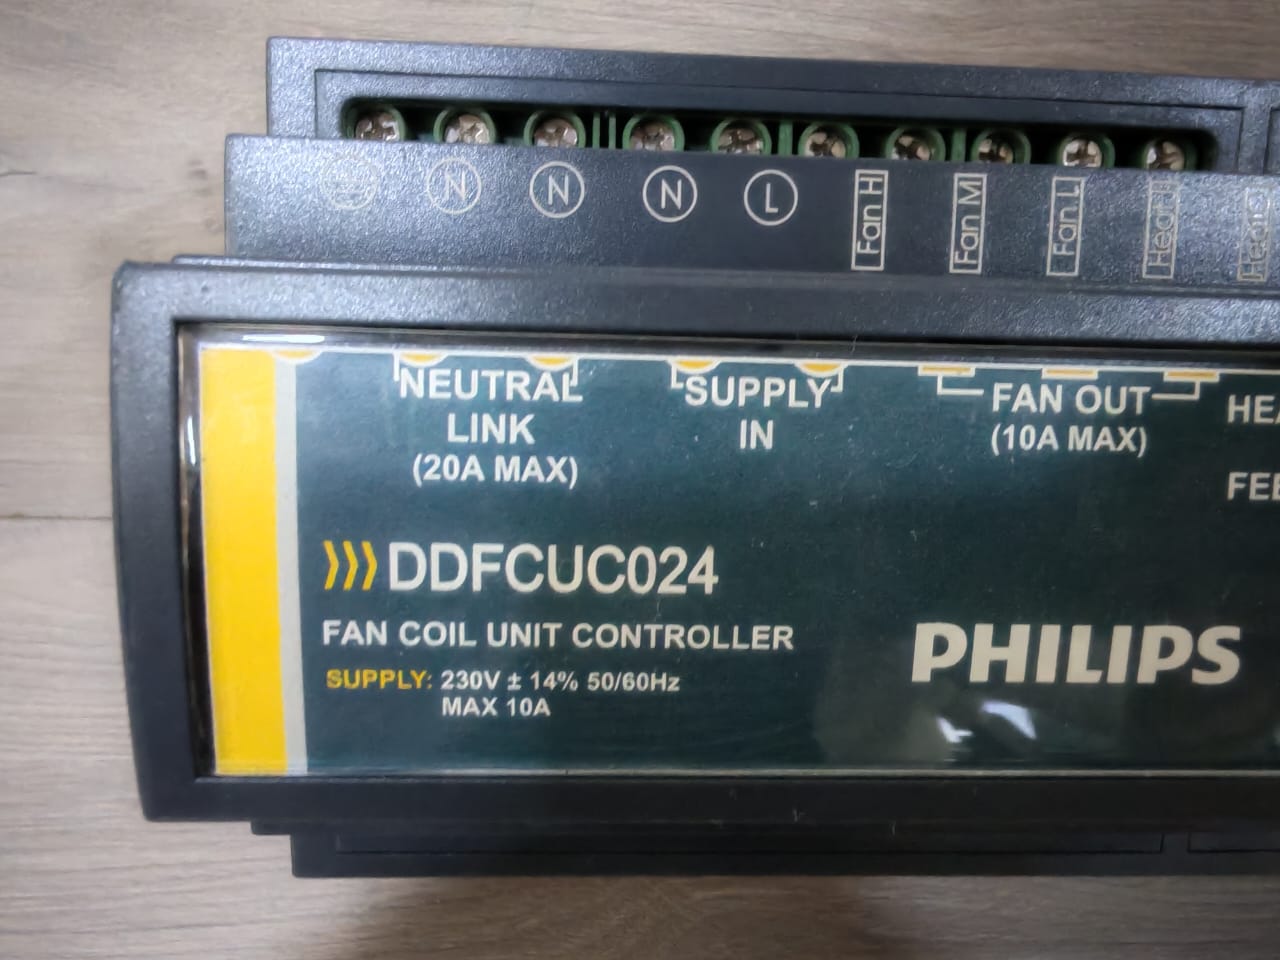 N
N
N
L
Fan H
Fan M
Fan L
NEUTRAL
LINK
(20A MAX)
SUPPLY
IN
FAN OUT
(10A MAX)
DDFCUC024
FAN COIL UNIT CONTROLLER
SUPPLY: 230V ± 14% 50/60Hz
MAX 10A
PHILIPS